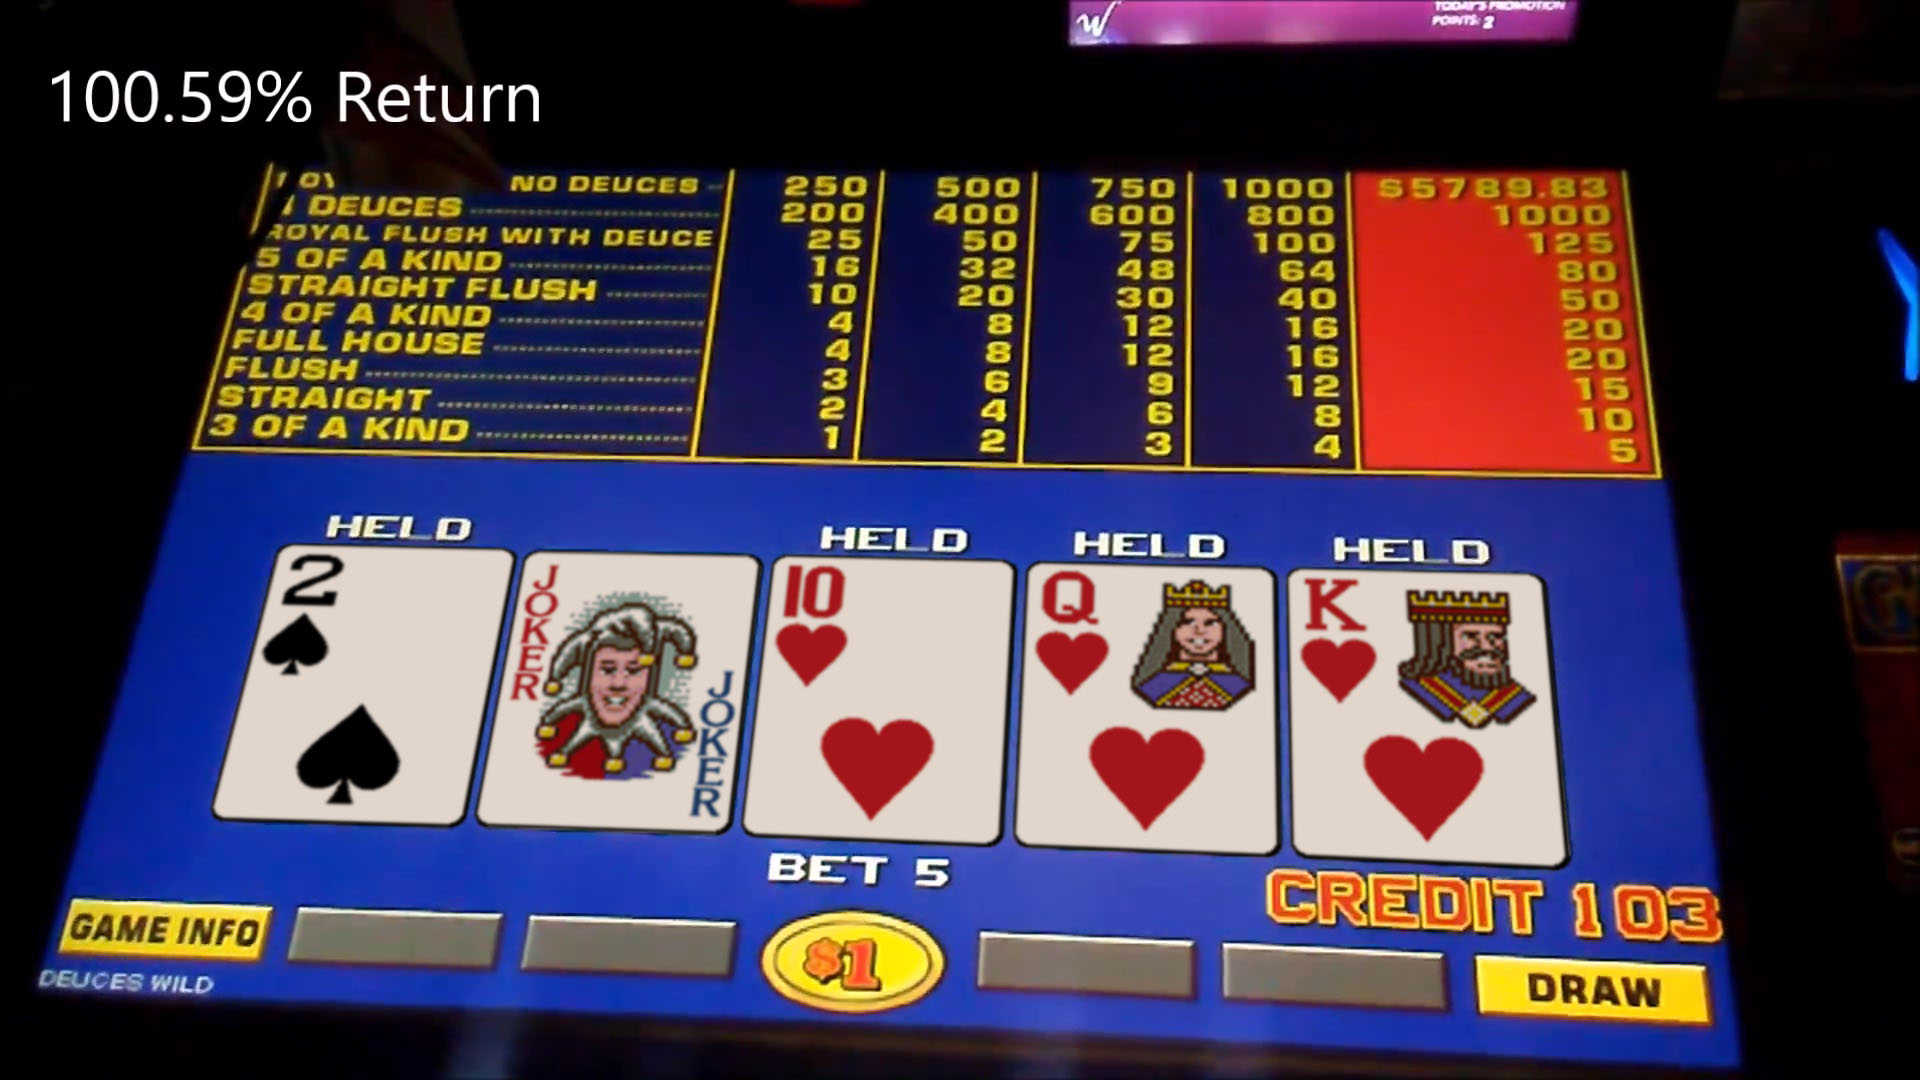 TODAY'S PROMOTION
W POINTS: 2
100.59% Return
NO DEUCES 250 500 750 1000 $5789.83
DEUCES 200 400 600 800 1000
ROYAL FLUSH WITH DEUCE 25 50 75 100 125
5 OF A KIND 16 32 48 64 80
STRAIGHT FLUSH 10 20 30 40 50
4 OF A KIND 4 8 12 16 20
FULL HOUSE 4 8 12 16 20
FLUSH 3 6 9 12 15
STRAIGHT 2 4 6 8 10
3 OF A KIND 1 2 3 4 5
HELD HELD HELD HELD
2 JOKER 10 Q K
JOKER
BET 5
CREDIT 103
GAME INFO $1 DRAW
DEUCES WILD